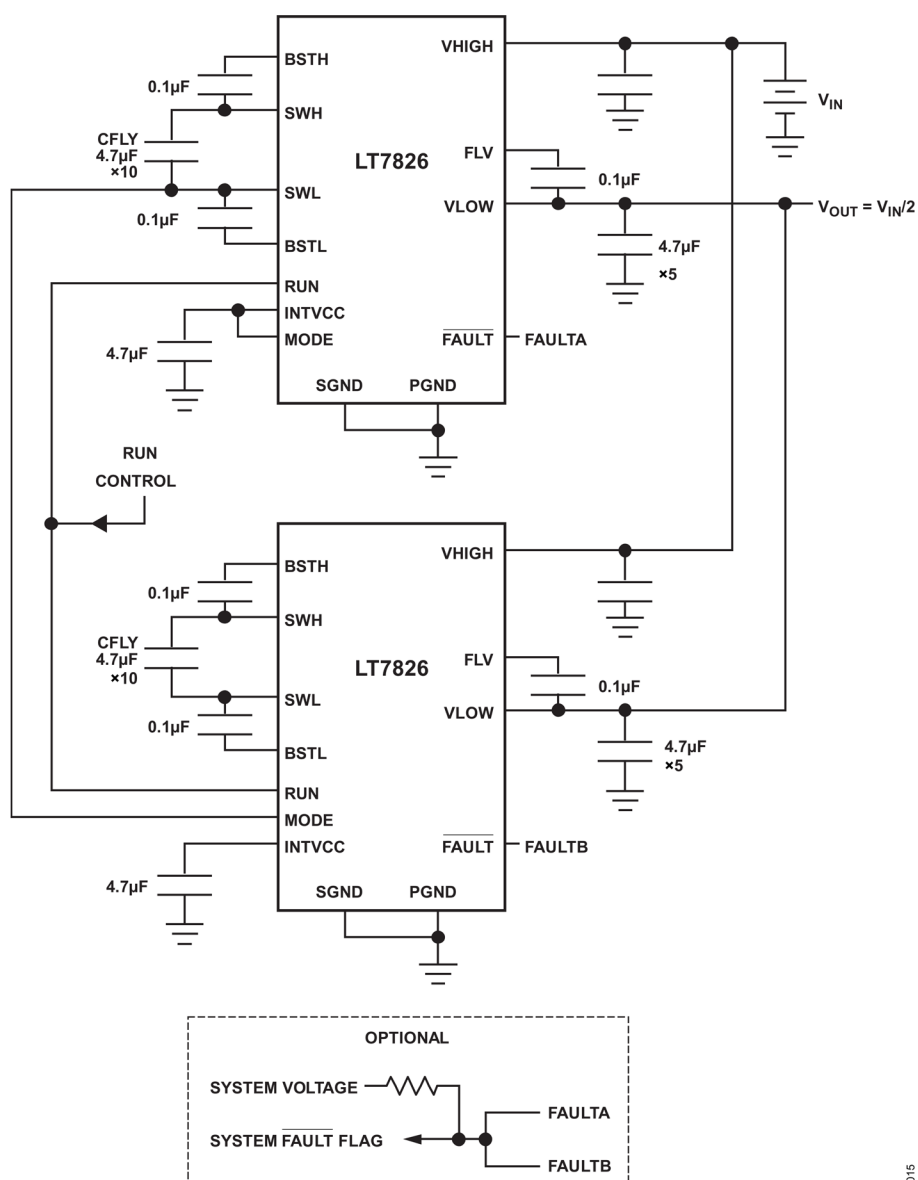 BSTH
0.1µF
SWH
CFLY
4.7µF
×10
SWL
0.1µF
BSTL
RUN
INTVCC
MODE
4.7µF
LT7826
SGND
PGND
VHIGH
FLV
0.1µF
VLOW
4.7µF
×5
FAULT
FAULTA
VIN
VOUT = VIN/2
RUN
CONTROL
BSTH
0.1µF
SWH
CFLY
4.7µF
×10
SWL
0.1µF
BSTL
RUN
MODE
INTVCC
4.7µF
LT7826
SGND
PGND
VHIGH
FLV
0.1µF
VLOW
4.7µF
×5
FAULT
FAULTB
OPTIONAL
SYSTEM VOLTAGE
SYSTEM FAULT FLAG
FAULTA
FAULTB
015